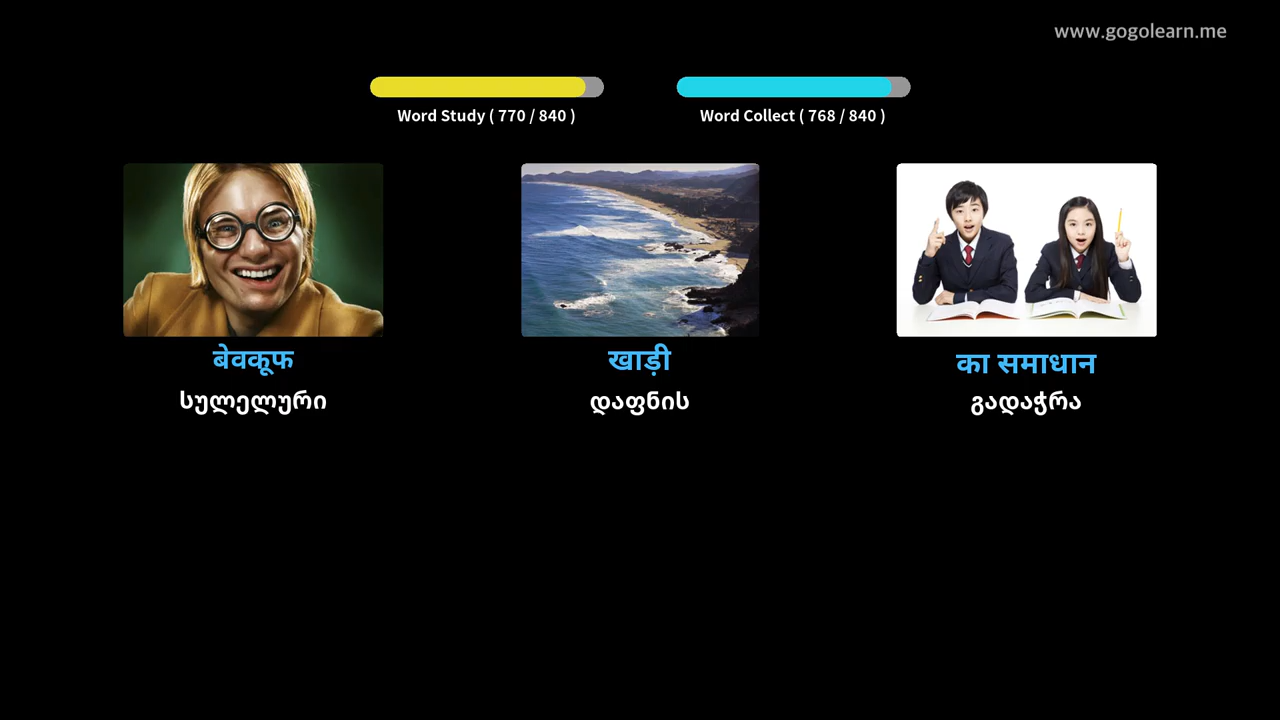 www.gogolearn.me
Word Study ( 770 / 840 )
Word Collect ( 768 / 840 )
बेवकूफ
खाड़ी
का समाधान
სულელური
დაფნის
გადაჭრა